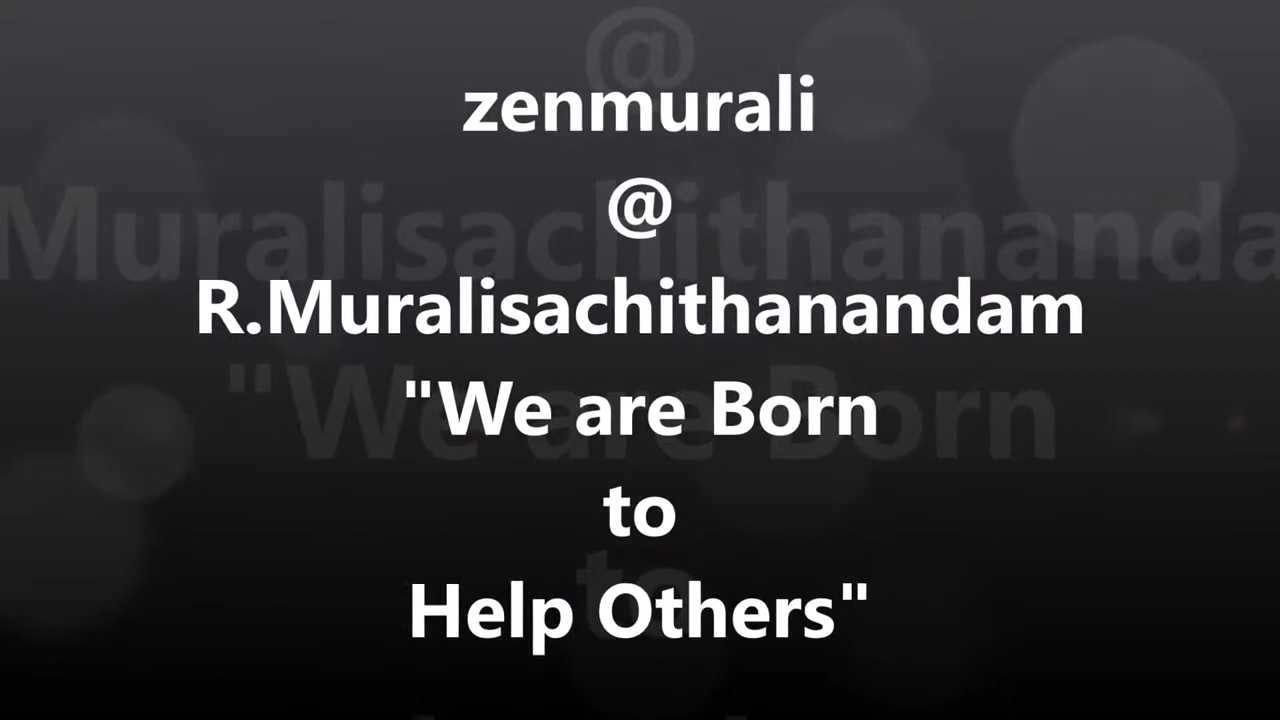 zenmurali
@
R.Muralisachithanandam
"We are Born
to
Help Others"